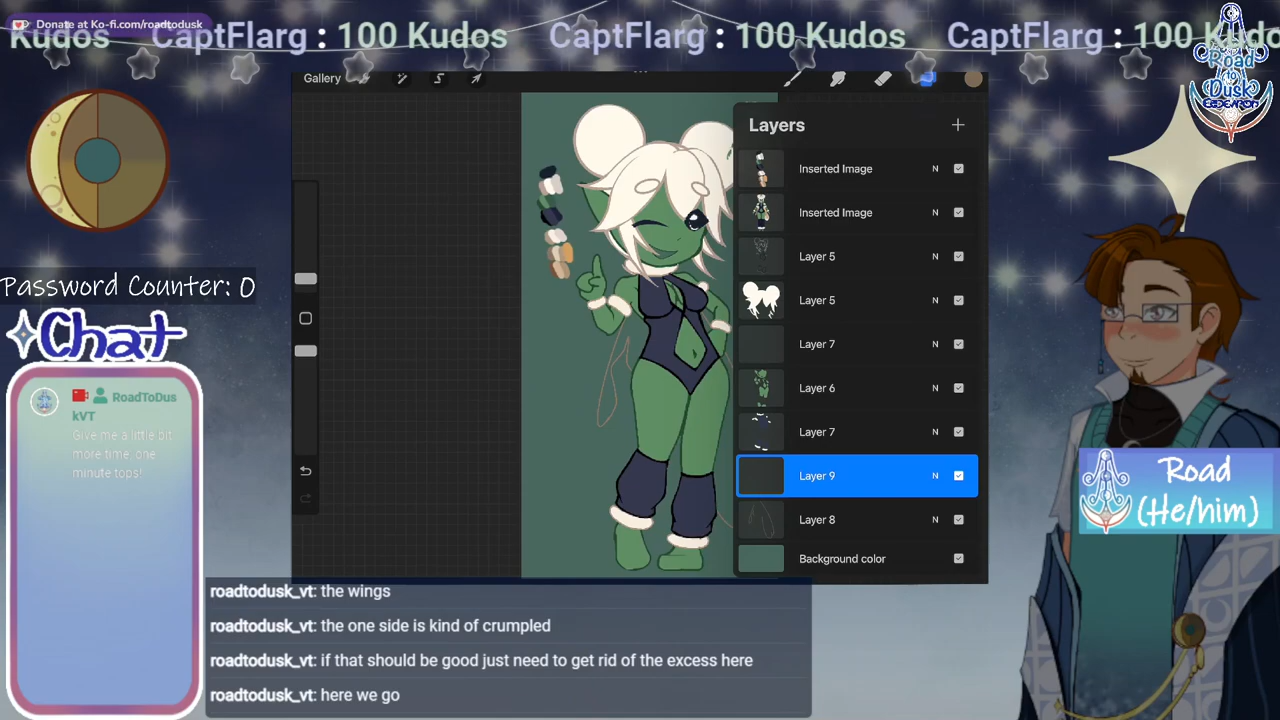 Donate at Ko-fi.com/roadtodusk
Kudos CaptFlarg : 100 Kudos CaptFlarg : 100 Kudos CaptFlarg : 100 Kudo
Road
to
Dusk
Gallery
Layers
Inserted Image N
Inserted Image N
Layer 5 N
Layer 5 N
Layer 7 N
Layer 6 N
Layer 7 N
Layer 9 N
Layer 8 N
Background color
Password Counter: 0
Chat
RoadToDus
kVT
Give me a little bit
more time, one
minute tops!
Road
(He/him)
roadtodusk_vt: the wings
roadtodusk_vt: the one side is kind of crumpled
roadtodusk_vt: if that should be good just need to get rid of the excess here
roadtodusk_vt: here we go